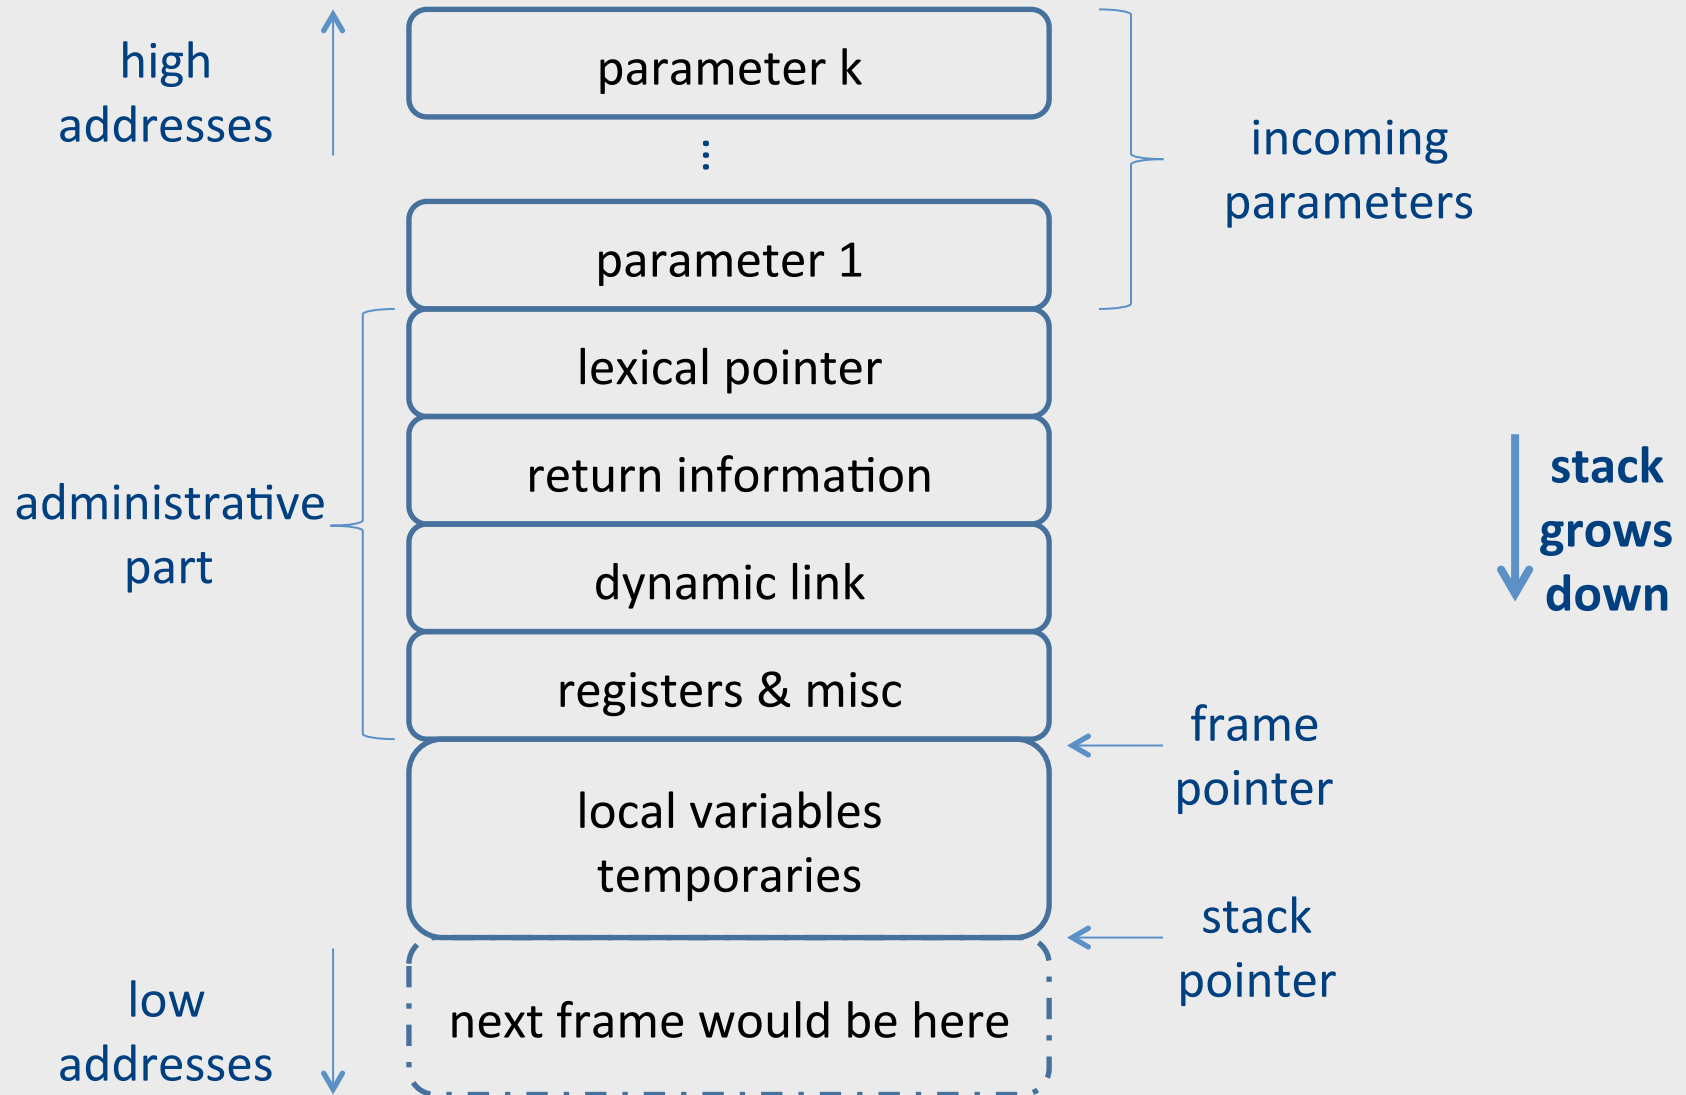 high
addresses
parameter k
⋮
incoming
parameters
parameter 1
lexical pointer
return information
administrative
part
dynamic link
stack
grows
down
registers & misc
frame
pointer
local variables
temporaries
stack
pointer
low
addresses
next frame would be here